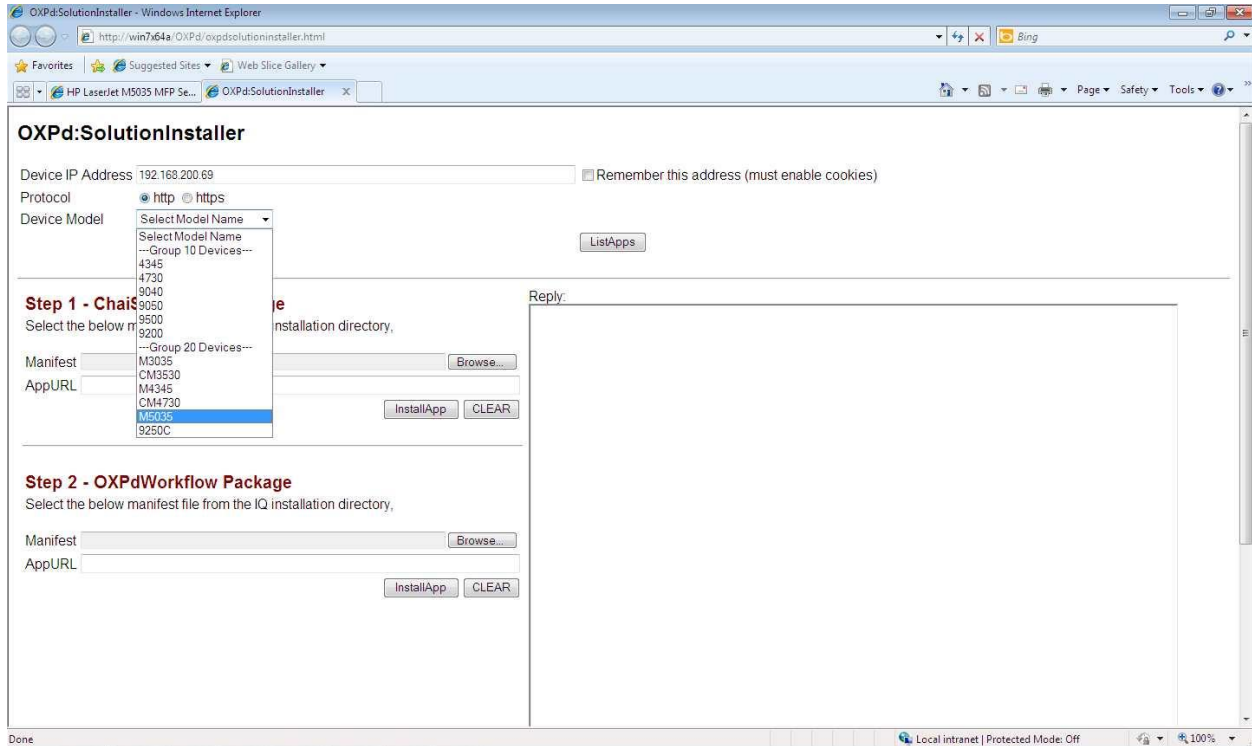 OXPd:SolutionInstaller - Windows Internet Explorer
http://win7x64a/OXPd/oxpdsolutioninstaller.html
Bing
Favorites
Suggested Sites
Web Slice Gallery
HP LaserJet M5035 MFP Se...
OXPd:SolutionInstaller
X
Page
Safety
Tools
OXPd:SolutionInstaller
Device IP Address 192.168.200.69
Remember this address (must enable cookies)
Protocol http https
Device Model Select Model Name
Select Model Name
---Group 10 Devices---
4345
4730
9040
9050
9500
9200
---Group 20 Devices---
M3035
CM3530
M4345
CM4730
M5035
9250C
ListApps
Step 1 - Chai
Select the below nstallation directory,
Manifest Browse...
AppURL
InstallApp CLEAR
Reply:
Step 2 - OXPdWorkflow Package
Select the below manifest file from the IQ installation directory,
Manifest Browse...
AppURL
InstallApp CLEAR
Done
Local intranet | Protected Mode: Off
100%